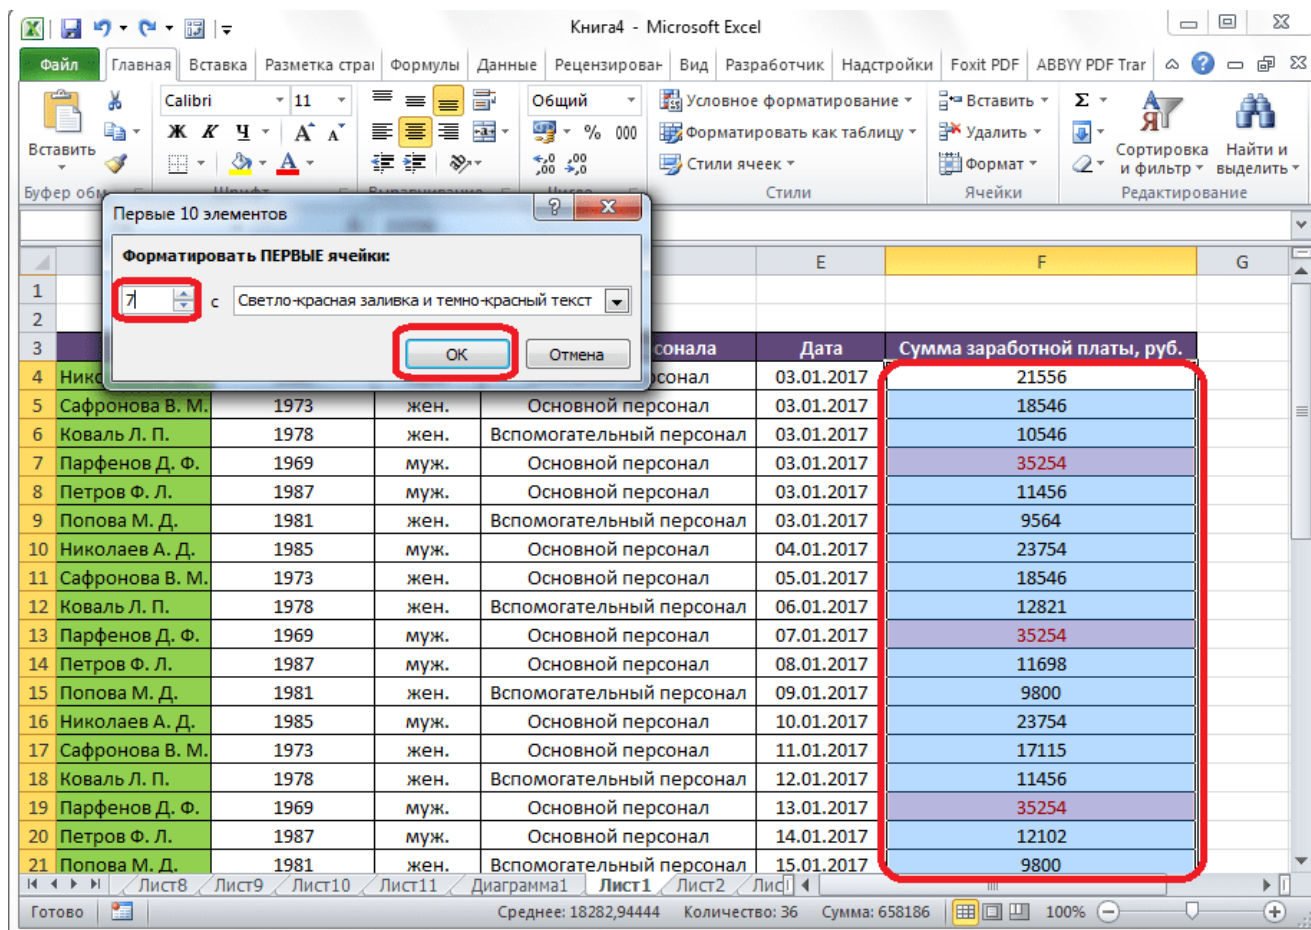 Книга4 - Microsoft Excel
Файл Главная Вставка Разметка стран Формулы Данные Рецензирован Вид Разработчик Надстройки Foxit PDF ABBYY PDF Tran
Calibri 11 Общий Условное форматирование Вставить Σ
Ж К Ч А А А % 000 Форматировать как таблицу Удалить
Вставить А ,0 ,00 Стили ячеек Формат Сортировка и фильтр Найти и выделить
,00 ,0
Буфер обм Стили Ячейки Редактирование
Первые 10 элементов
Форматировать ПЕРВЫЕ ячейки:
7 с Светло-красная заливка и темно-красный текст
ОК Отмена
E F G
1
2
3 сонала Дата Сумма заработной платы, руб.
4 Нико рсонал 03.01.2017 21556
5 Сафронова В. М. 1973 жен. Основной персонал 03.01.2017 18546
6 Коваль Л. П. 1978 жен. Вспомогательный персонал 03.01.2017 10546
7 Парфенов Д. Ф. 1969 муж. Основной персонал 03.01.2017 35254
8 Петров Ф. Л. 1987 муж. Основной персонал 03.01.2017 11456
9 Попова М. Д. 1981 жен. Вспомогательный персонал 03.01.2017 9564
10 Николаев А. Д. 1985 муж. Основной персонал 04.01.2017 23754
11 Сафронова В. М. 1973 жен. Основной персонал 05.01.2017 18546
12 Коваль Л. П. 1978 жен. Вспомогательный персонал 06.01.2017 12821
13 Парфенов Д. Ф. 1969 муж. Основной персонал 07.01.2017 35254
14 Петров Ф. Л. 1987 муж. Основной персонал 08.01.2017 11698
15 Попова М. Д. 1981 жен. Вспомогательный персонал 09.01.2017 9800
16 Николаев А. Д. 1985 муж. Основной персонал 10.01.2017 23754
17 Сафронова В. М. 1973 жен. Основной персонал 11.01.2017 17115
18 Коваль Л. П. 1978 жен. Вспомогательный персонал 12.01.2017 11456
19 Парфенов Д. Ф. 1969 муж. Основной персонал 13.01.2017 35254
20 Петров Ф. Л. 1987 муж. Основной персонал 14.01.2017 12102
21 Попова М. Д. 1981 жен. Вспомогательный персонал 15.01.2017 9800
Лист8 Лист9 Лист10 Лист11 Диаграмма1 Лист1 Лист2 Лис
Готово Среднее: 18282,94444 Количество: 36 Сумма: 658186 100%